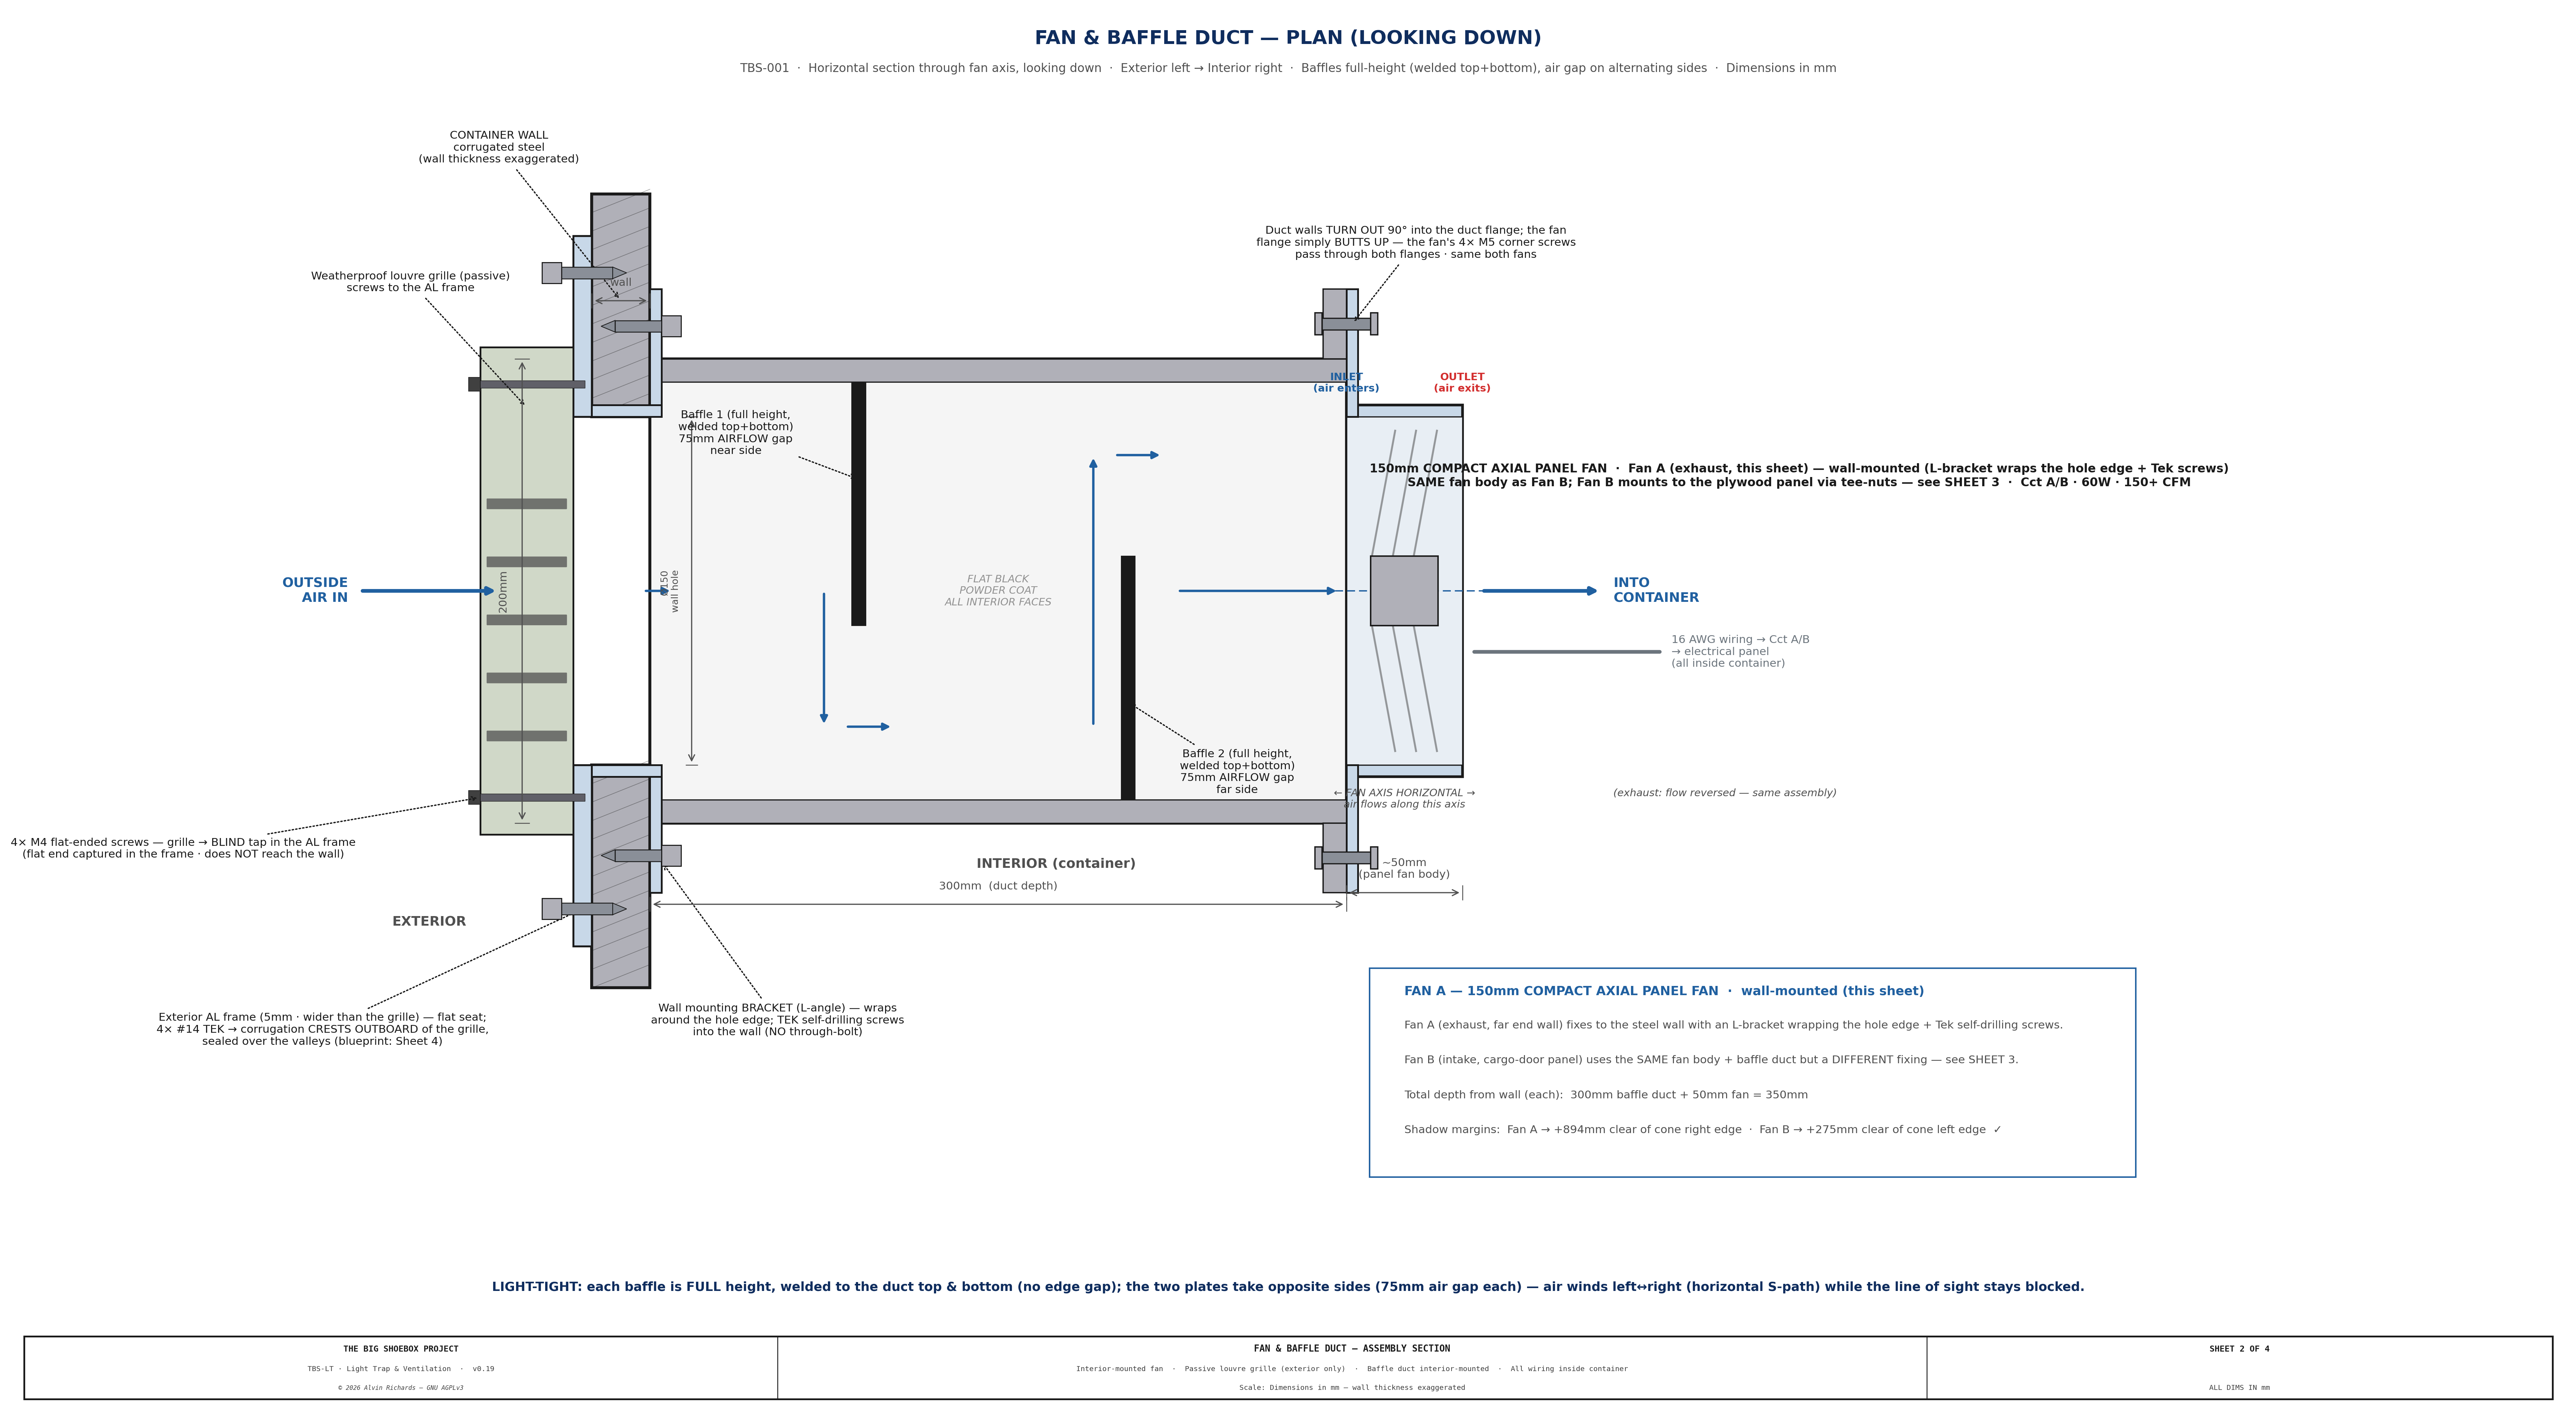 FAN & BAFFLE DUCT — PLAN (LOOKING DOWN)
TBS-001 · Horizontal section through fan axis, looking down · Exterior left → Interior right · Baffles full-height (welded top+bottom), air gap on alternating sides · Dimensions in mm
CONTAINER WALL
corrugated steel
(wall thickness exaggerated)
Duct walls TURN OUT 90° into the duct flange; the fan
flange simply BUTTS UP — the fan's 4× M5 corner screws
pass through both flanges · same both fans
Weatherproof louvre grille (passive)
screws to the AL frame
wall
INLET
(air enters)
OUTLET
(air exits)
Baffle 1 (full height,
welded top+bottom)
75mm AIRFLOW gap
near side
150mm COMPACT AXIAL PANEL FAN · Fan A (exhaust, this sheet) — wall-mounted (L-bracket wraps the hole edge + Tek screws)
SAME fan body as Fan B; Fan B mounts to the plywood panel via tee-nuts — see SHEET 3 · Cct A/B · 60W · 150+ CFM
OUTSIDE
AIR IN
200mm
150
wall hole
FLAT BLACK
POWDER COAT
ALL INTERIOR FACES
INTO
CONTAINER
16 AWG wiring → Cct A/B
→ electrical panel
(all inside container)
Baffle 2 (full height,
welded top+bottom)
75mm AIRFLOW gap
far side
← FAN AXIS HORIZONTAL →
air flows along this axis
(exhaust: flow reversed — same assembly)
4× M4 flat-ended screws — grille → BLIND tap in the AL frame
(flat end captured in the frame · does NOT reach the wall)
INTERIOR (container)
300mm (duct depth)
~50mm
(panel fan body)
EXTERIOR
Exterior AL frame (5mm · wider than the grille) — flat seat;
4× #14 TEK → corrugation CRESTS OUTBOARD of the grille,
sealed over the valleys (blueprint: Sheet 4)
Wall mounting BRACKET (L-angle) — wraps
around the hole edge; TEK self-drilling screws
into the wall (NO through-bolt)
FAN A — 150mm COMPACT AXIAL PANEL FAN · wall-mounted (this sheet)
Fan A (exhaust, far end wall) fixes to the steel wall with an L-bracket wrapping the hole edge + Tek self-drilling screws.
Fan B (intake, cargo-door panel) uses the SAME fan body + baffle duct but a DIFFERENT fixing — see SHEET 3.
Total depth from wall (each): 300mm baffle duct + 50mm fan = 350mm
Shadow margins: Fan A → +894mm clear of cone right edge · Fan B → +275mm clear of cone left edge ✓
LIGHT-TIGHT: each baffle is FULL height, welded to the duct top & bottom (no edge gap); the two plates take opposite sides (75mm air gap each) — air winds left↔right (horizontal S-path) while the line of sight stays blocked.
THE BIG SHOEBOX PROJECT
TBS-LT · Light Trap & Ventilation · v0.19
© 2026 Alvin Richards — GNU AGPLv3
FAN & BAFFLE DUCT — ASSEMBLY SECTION
Interior-mounted fan · Passive louvre grille (exterior only) · Baffle duct interior-mounted · All wiring inside container
Scale: Dimensions in mm — wall thickness exaggerated
SHEET 2 OF 4
ALL DIMS IN mm